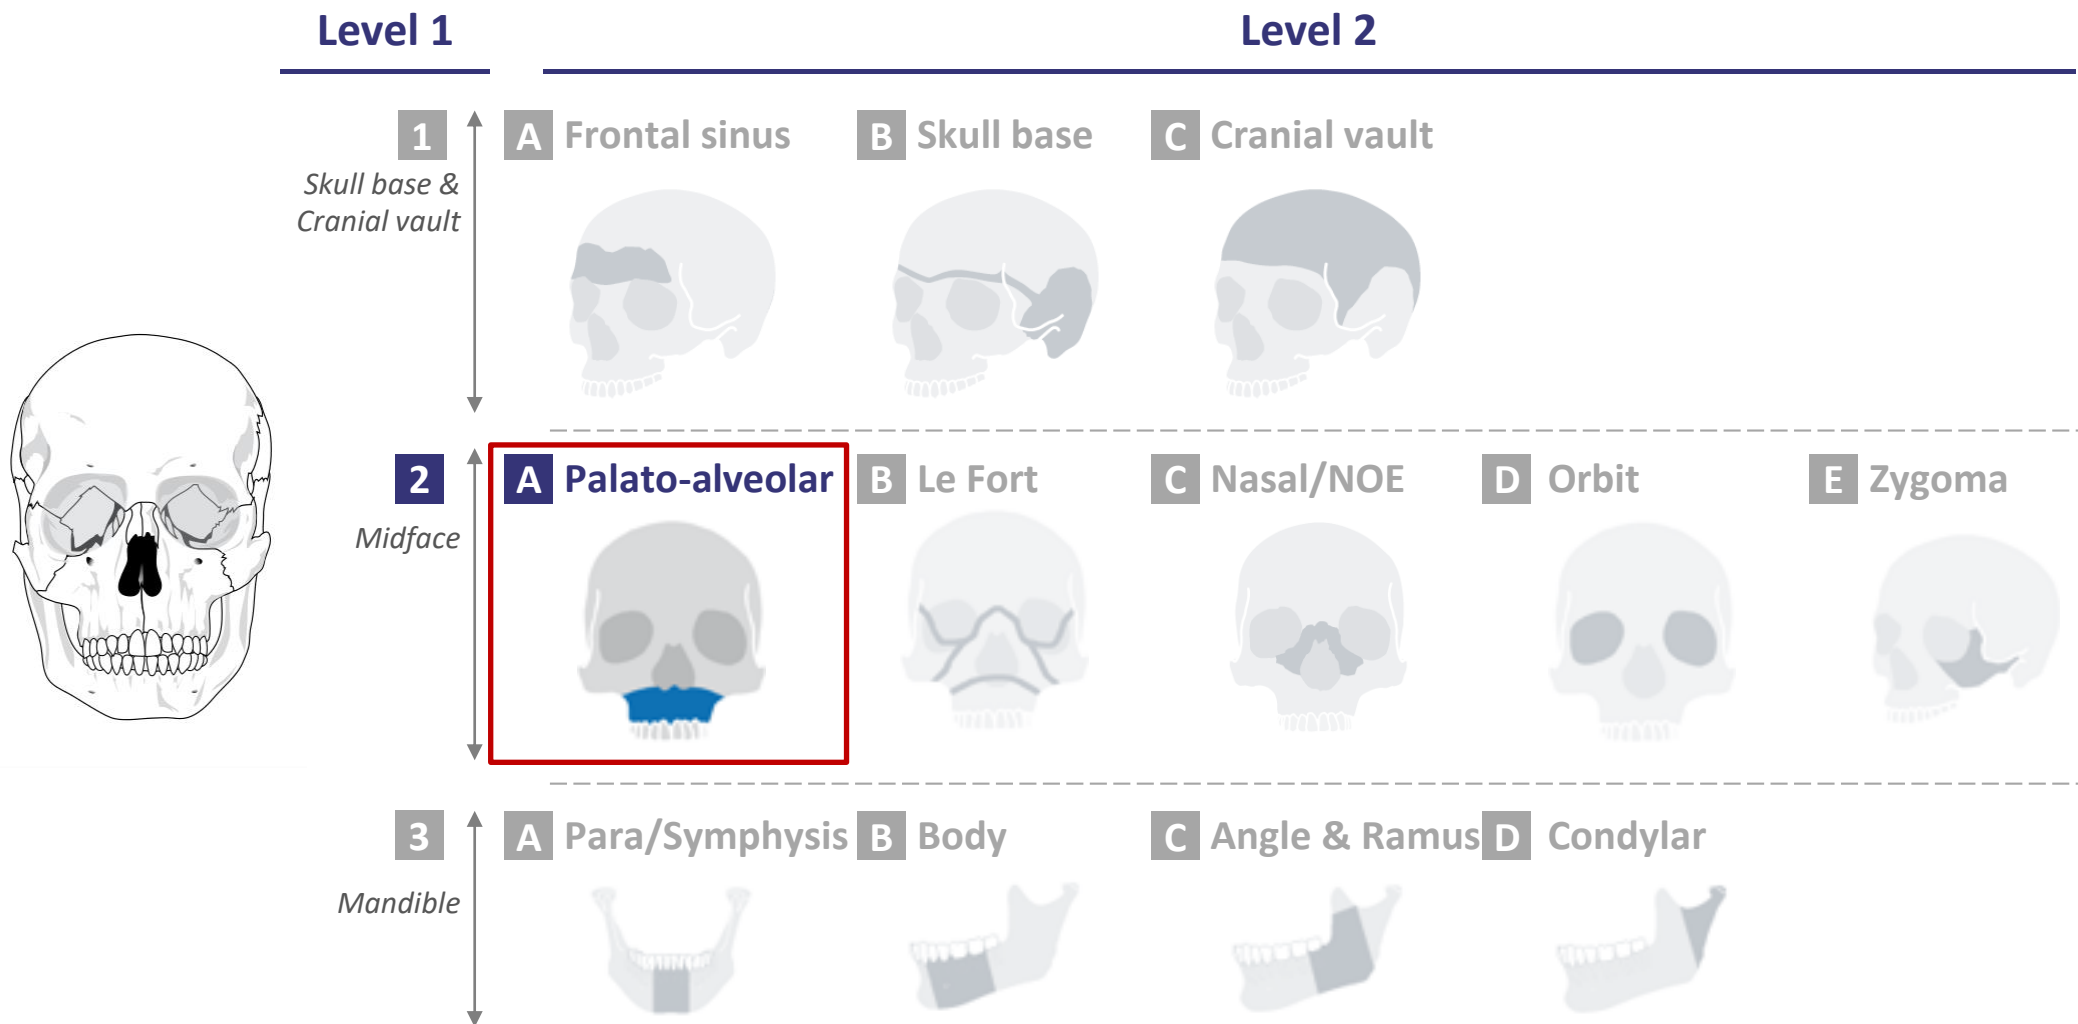 Level 1
Level 2
1
Skull base &
Cranial vault
A Frontal sinus
B Skull base
C Cranial vault
2
Midface
A Palato-alveolar
B Le Fort
C Nasal/NOE
D Orbit
E Zygoma
3
Mandible
A Para/Symphysis
B Body
C Angle & Ramus
D Condylar